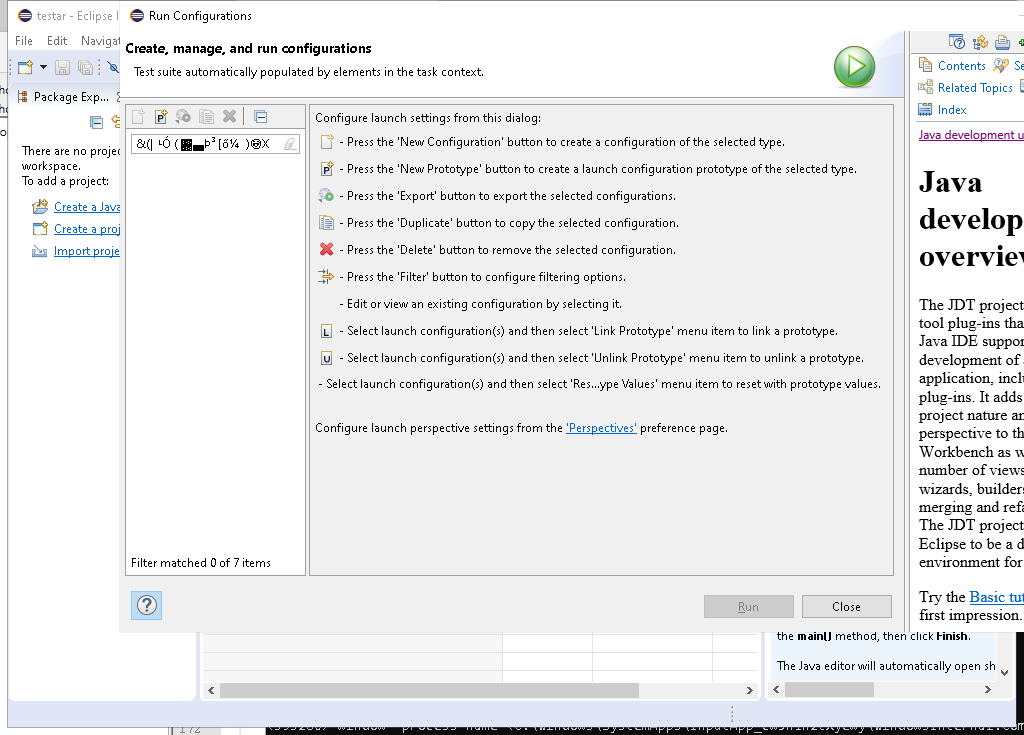 testar - Eclipse I
Run Configurations
File Edit Navigat
Create, manage, and run configurations
Test suite automatically populated by elements in the task context.
Package Exp...
There are no projec
workspace.
To add a project:
Create a Java
Create a proj
Import proje
Filter matched 0 of 7 items
Configure launch settings from this dialog:
- Press the 'New Configuration' button to create a configuration of the selected type.
- Press the 'New Prototype' button to create a launch configuration prototype of the selected type.
- Press the 'Export' button to export the selected configurations.
- Press the 'Duplicate' button to copy the selected configuration.
- Press the 'Delete' button to remove the selected configuration.
- Press the 'Filter' button to configure filtering options.
- Edit or view an existing configuration by selecting it.
- Select launch configuration(s) and then select 'Link Prototype' menu item to link a prototype.
- Select launch configuration(s) and then select 'Unlink Prototype' menu item to unlink a prototype.
- Select launch configuration(s) and then select 'Res...ype Values' menu item to reset with prototype values.
Configure launch perspective settings from the 'Perspectives' preference page.
Run Close
Contents Se
Related Topics
Index
Java development u
Java
develop
overview
The JDT project
tool plug-ins tha
Java IDE suppor
development of
application, inclu
plug-ins. It adds
project nature an
perspective to th
Workbench as w
number of views
wizards, builders
merging and refa
The JDT project
Eclipse to be a d
environment for
Try the Basic tut
first impression.
the main() method, then click Finish.
The Java editor will automatically open sh
172